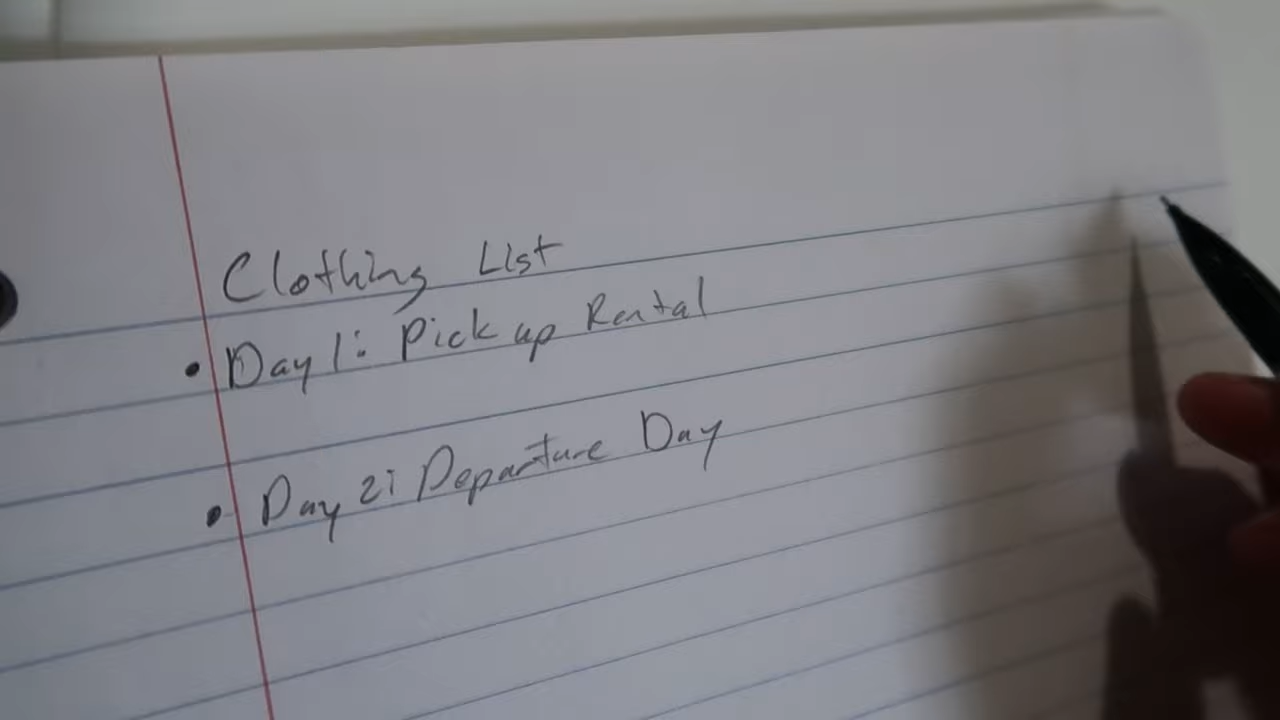 Clothing List
• Day 1: Pick up Rental
• Day 2: Departure Day